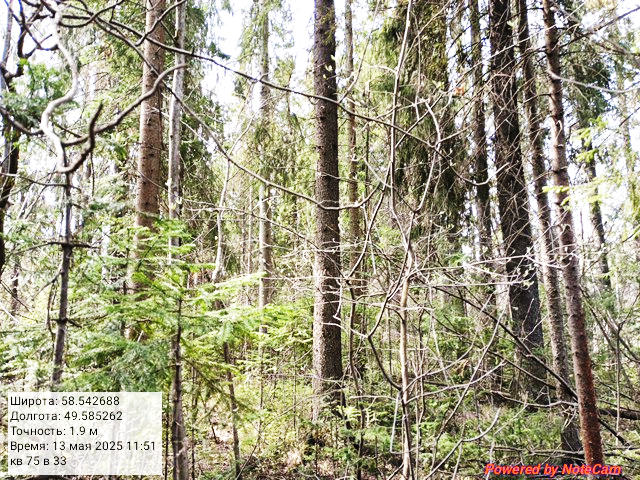 Широта: 58.542688
Долгота: 49.585262
Точность: 1.9 м
Время: 13 мая 2025 11:51
кв 75 в 33
Powered by NoteCam